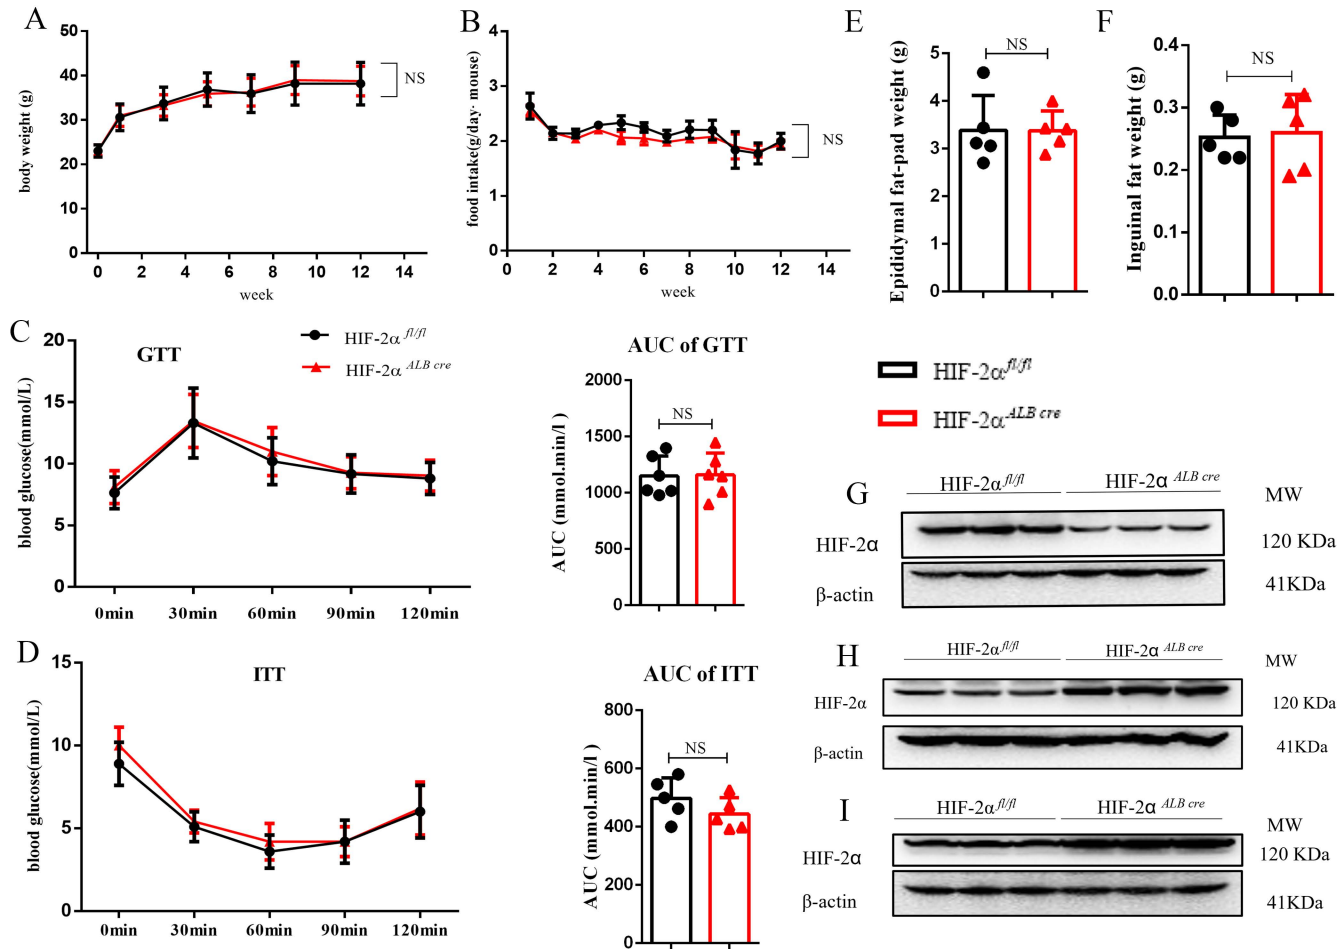 A
body weight (g)
50
40
30
20
10
0
0 2 4 6 8 10 12 14
week
NS
B
food intake(g/day· mouse)
4
3
2
1
0
0 2 4 6 8 10 12 14
week
NS
E
Epididymal fat-pad weight (g)
5
4
3
2
1
0
NS
F
Inguinal fat weight (g)
0.4
0.3
0.2
0.1
0.0
NS
C
GTT
blood glucose(mmol/L)
20
15
10
5
0
0min 30min 60min 90min 120min
HIF-2α fl/fl
HIF-2α ALB cre
AUC of GTT
AUC (mmol.min/l )
2000
1500
1000
500
0
NS
HIF-2α fl/fl
HIF-2α ALB cre
D
ITT
blood glucose(mmol/L)
15
10
5
0
0min 30min 60min 90min 120min
AUC of ITT
AUC (mmol.min/l )
800
600
400
200
0
NS
G
HIF-2α fl/fl HIF-2α ALB cre
MW
HIF-2α 120 KDa
β-actin 41KDa
H
HIF-2α fl/fl HIF-2α ALB cre
MW
HIF-2α 120 KDa
β-actin 41KDa
I
HIF-2α fl/fl HIF-2α ALB cre
MW
HIF-2α 120 KDa
β-actin 41KDa